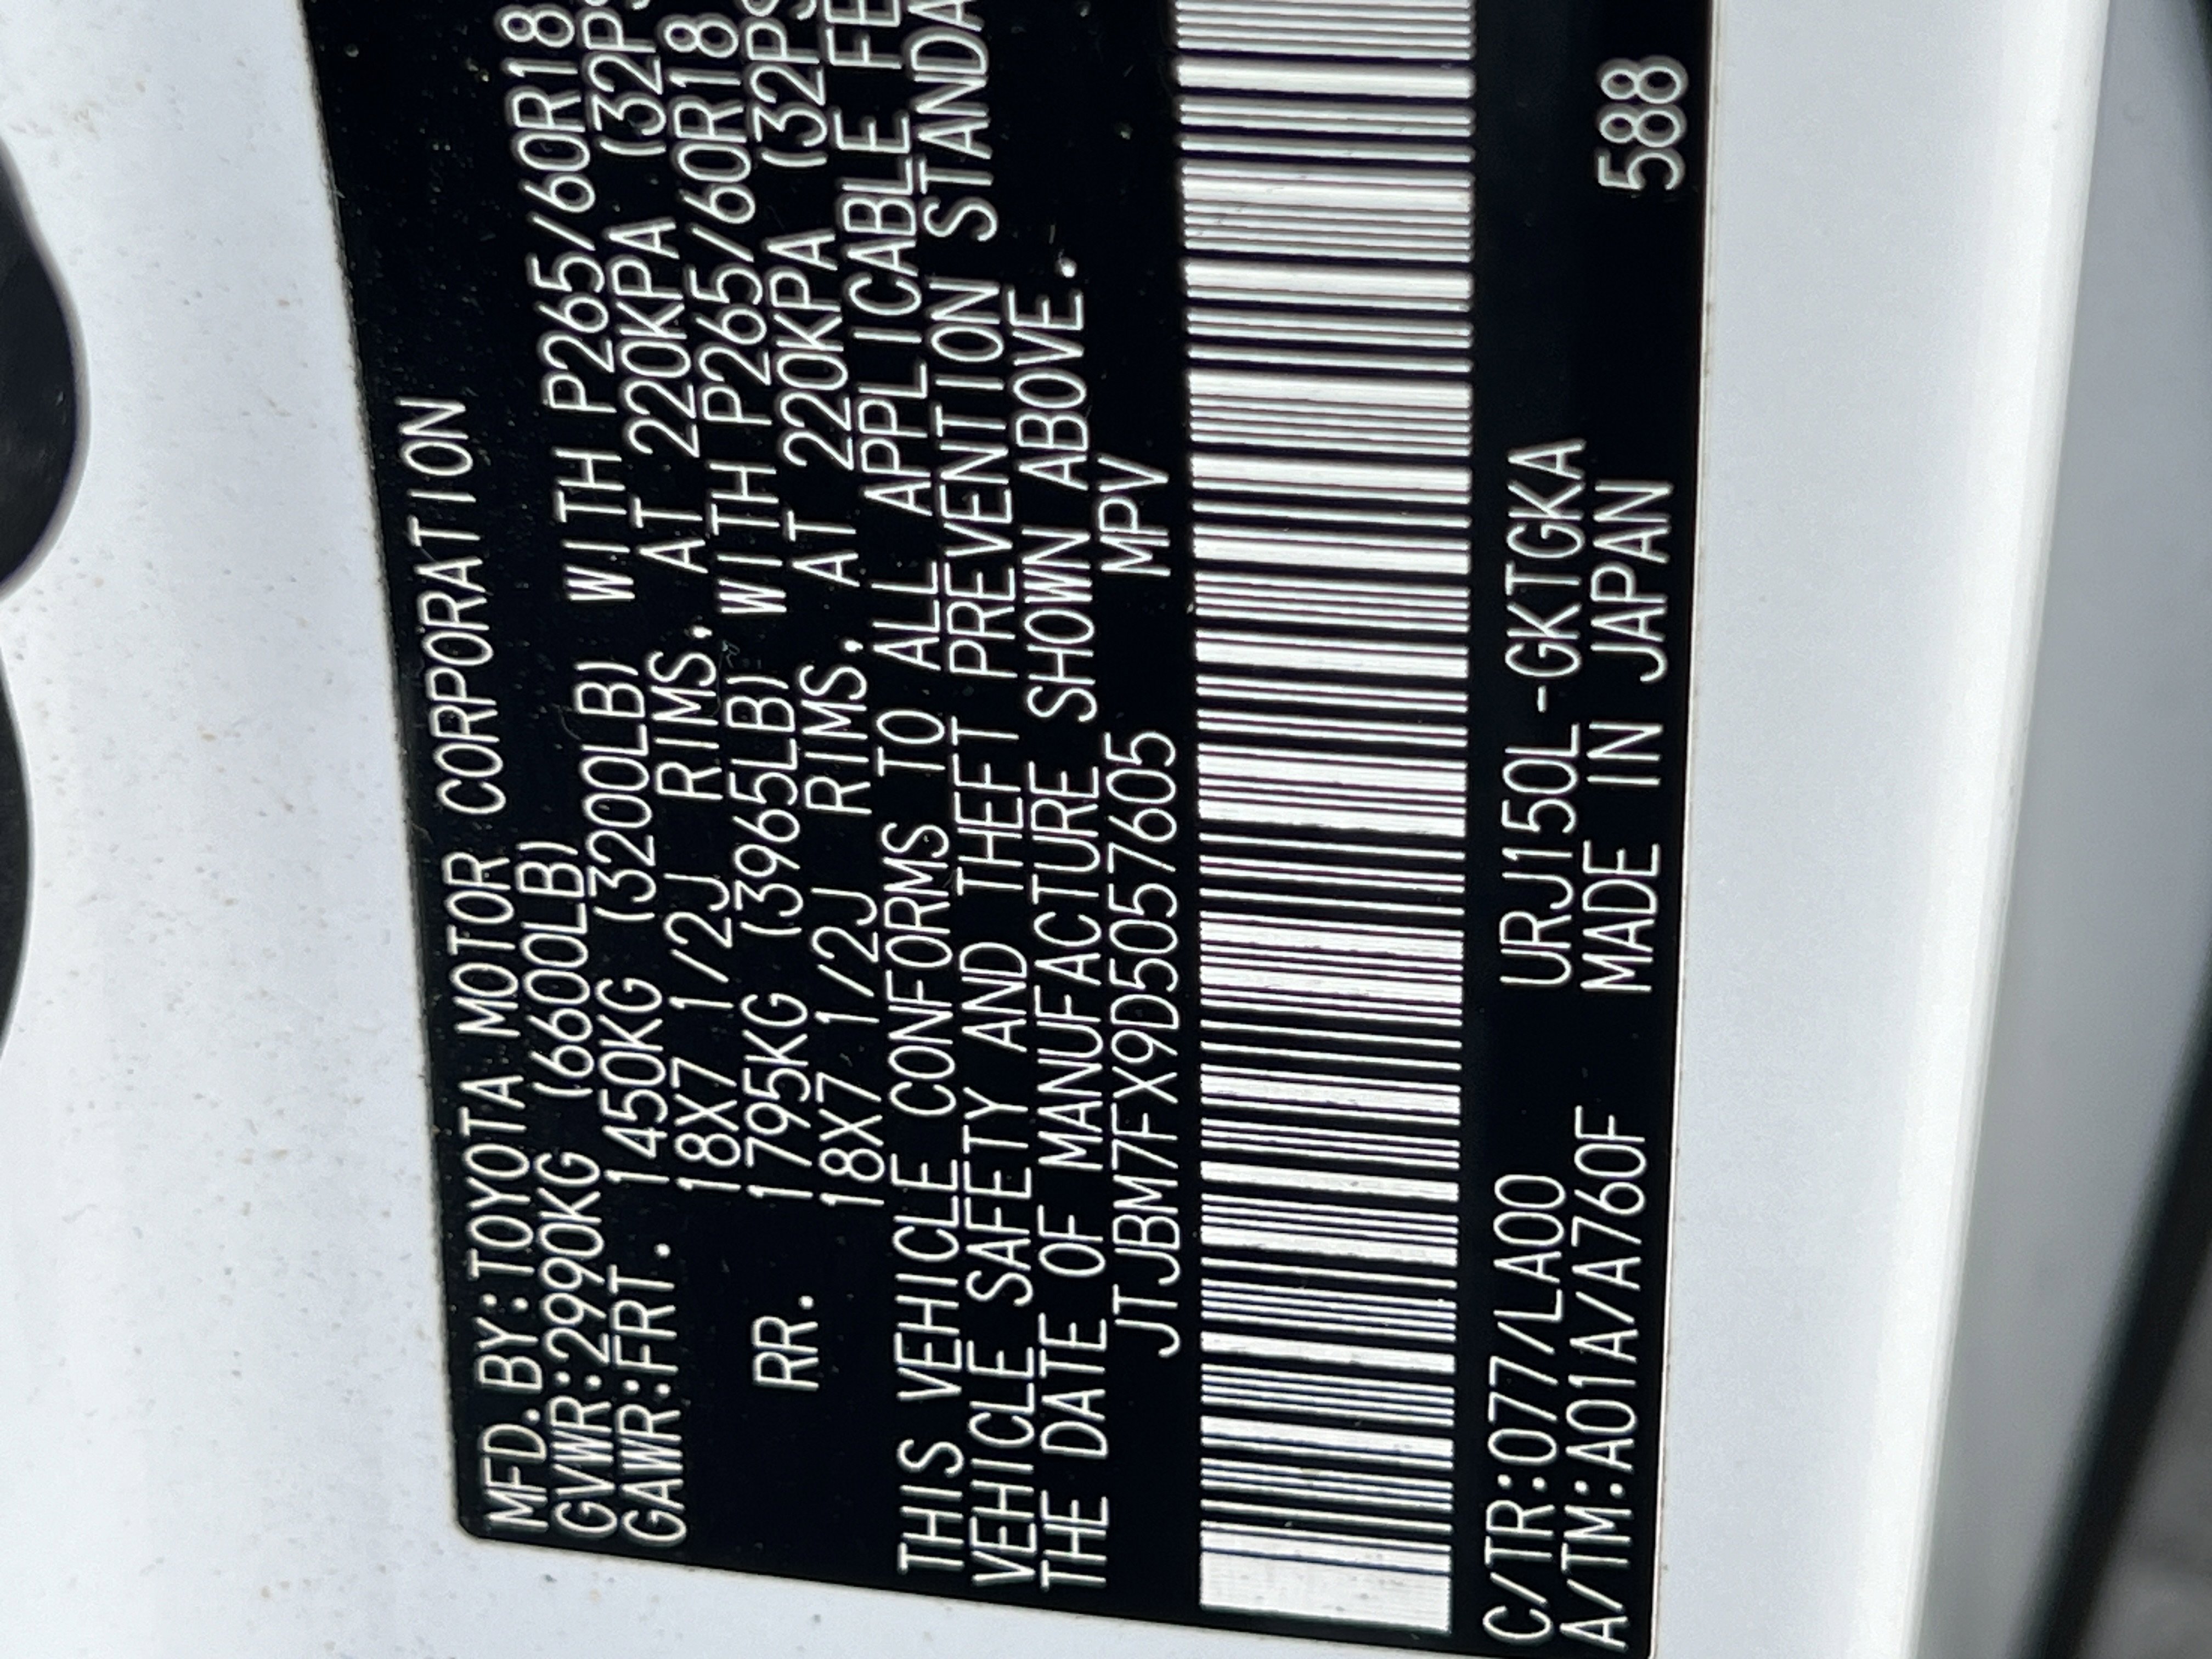 MFD.BY:TOYOTA MOTOR CORPORATION
GVWR:2990KG (6600LB)
GAWR:FRT. 1450KG (3200LB) WITH P265/60R18
18X7 1/2J RIMS, AT 220KPA (32PS
RR. 1795KG (3965LB) WITH P265/60R18
18X7 1/2J RIMS, AT 220KPA (32PS
THIS VEHICLE CONFORMS TO ALL APPLICABLE FE
VEHICLE SAFETY AND THEFT PREVENTION STANDA
THE DATE OF MANUFACTURE SHOWN ABOVE.
JTJBM7FX9D5057605 MPV
C/TR:077/LA00 URJ150L-GKTGKA
A/TM:A01A/A760F MADE IN JAPAN 588